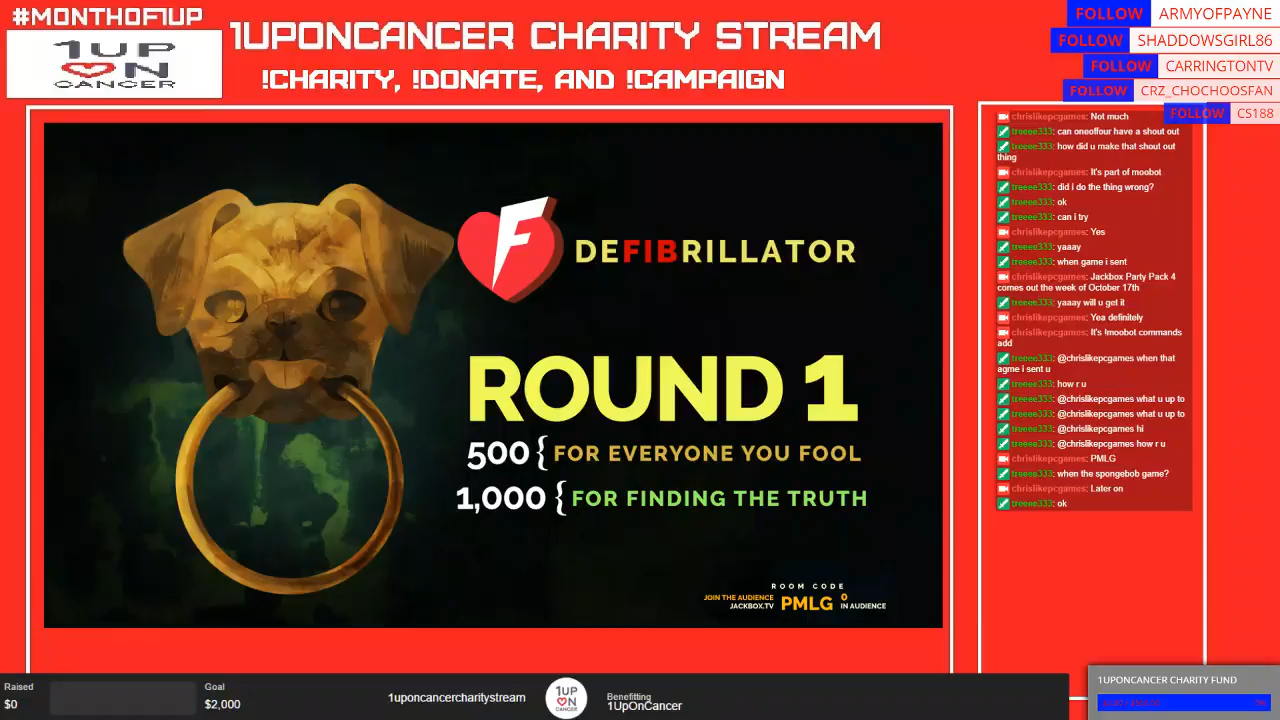 #MONTHOF1UP
1UP
ON
CANCER
1UPONCANCER CHARITY STREAM
!CHARITY, !DONATE, AND !CAMPAIGN
FOLLOW ARMYOFPAYNE
FOLLOW SHADDOWSGIRL86
FOLLOW CARRINGTONTV
FOLLOW CRZ_CHOCHOOSFAN
FOLLOW CS188
DEFIBRILLATOR
ROUND 1
500 { FOR EVERYONE YOU FOOL
1,000 { FOR FINDING THE TRUTH
ROOM CODE
JOIN THE AUDIENCE
JACKBOX.TV
PMLG
0
IN AUDIENCE
chrislikepcgames: Not much
treeee333: can oneoffour have a shout out
treeee333: how did u make that shout out
thing
chrislikepcgames: It's part of moobot
treeee333: did i do the thing wrong?
treeee333: ok
treeee333: can i try
chrislikepcgames: Yes
treeee333: yaaay
treeee333: when game i sent
chrislikepcgames: Jackbox Party Pack 4
comes out the week of October 17th
treeee333: yaaay will u get it
chrislikepcgames: Yea definitely
chrislikepcgames: It's !moobot commands
add
treeee333: @chrislikepcgames when that
agme i sent u
treeee333: how r u
treeee333: @chrislikepcgames what u up to
treeee333: @chrislikepcgames what u up to
treeee333: @chrislikepcgames hi
treeee333: @chrislikepcgames how r u
chrislikepcgames: PMLG
treeee333: when the spongebob game?
chrislikepcgames: Later on
treeee333: ok
Raised
$0
Goal
$2,000
1uponcancercharitystream
1UP
ON
CANCER
Benefitting
1UpOnCancer
1UPONCANCER CHARITY FUND